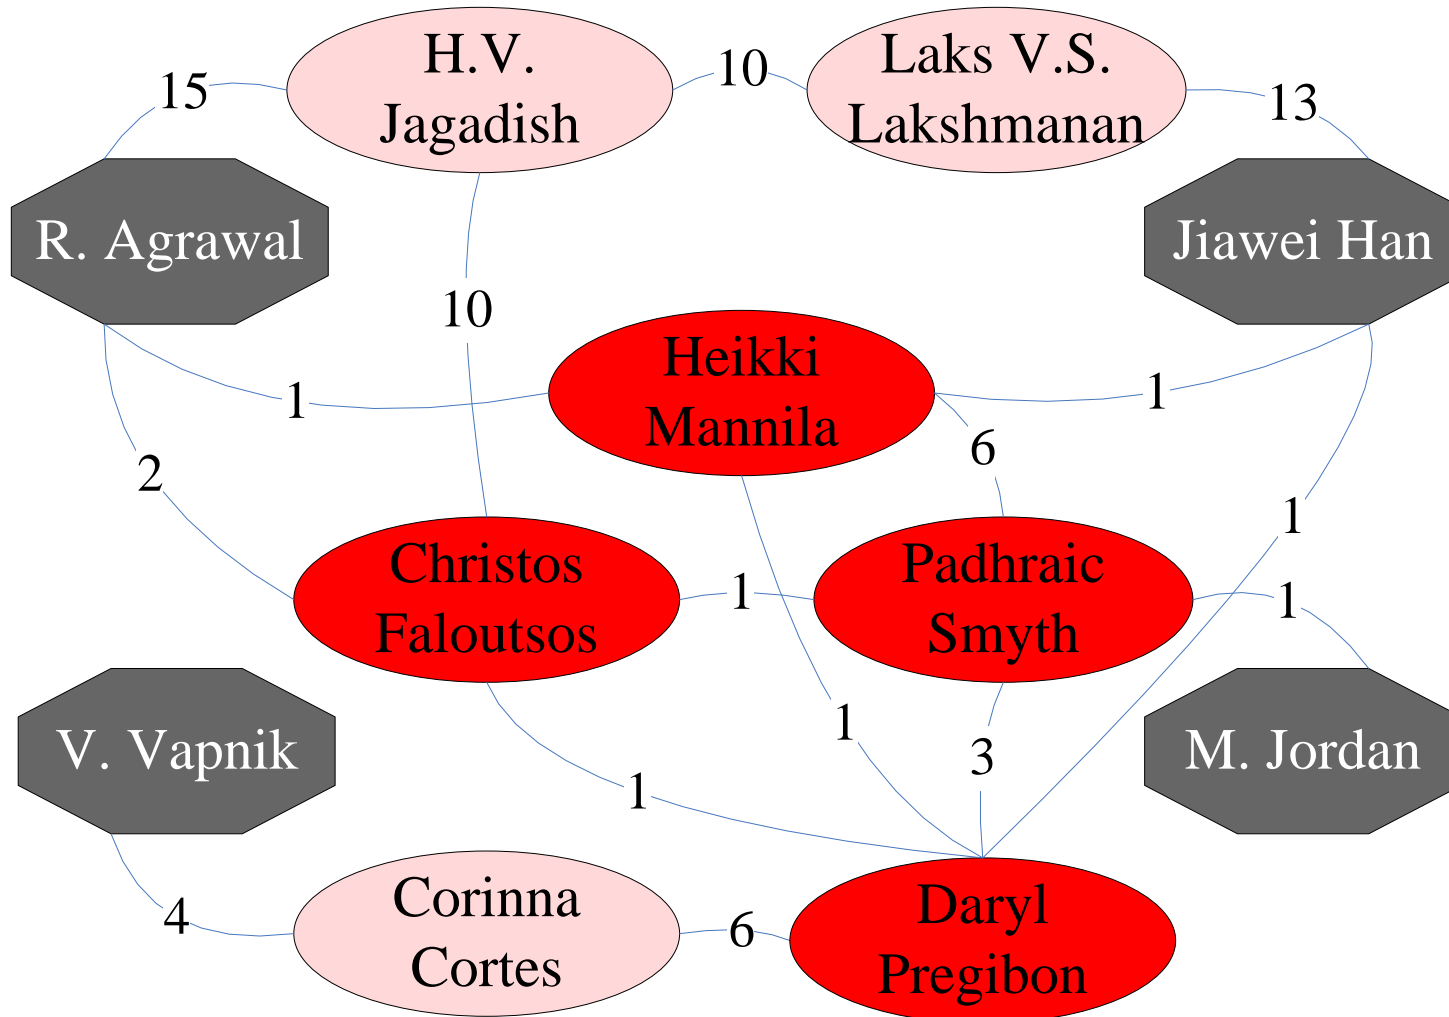 H.V.
Jagadish
10
Laks V.S.
Lakshmanan
15
13
R. Agrawal
Jiawei Han
10
Heikki
Mannila
1
1
6
2
1
Christos
Faloutsos
1
Padhraic
Smyth
1
V. Vapnik
1
1
3
M. Jordan
4
Corinna
Cortes
6
Daryl
Pregibon